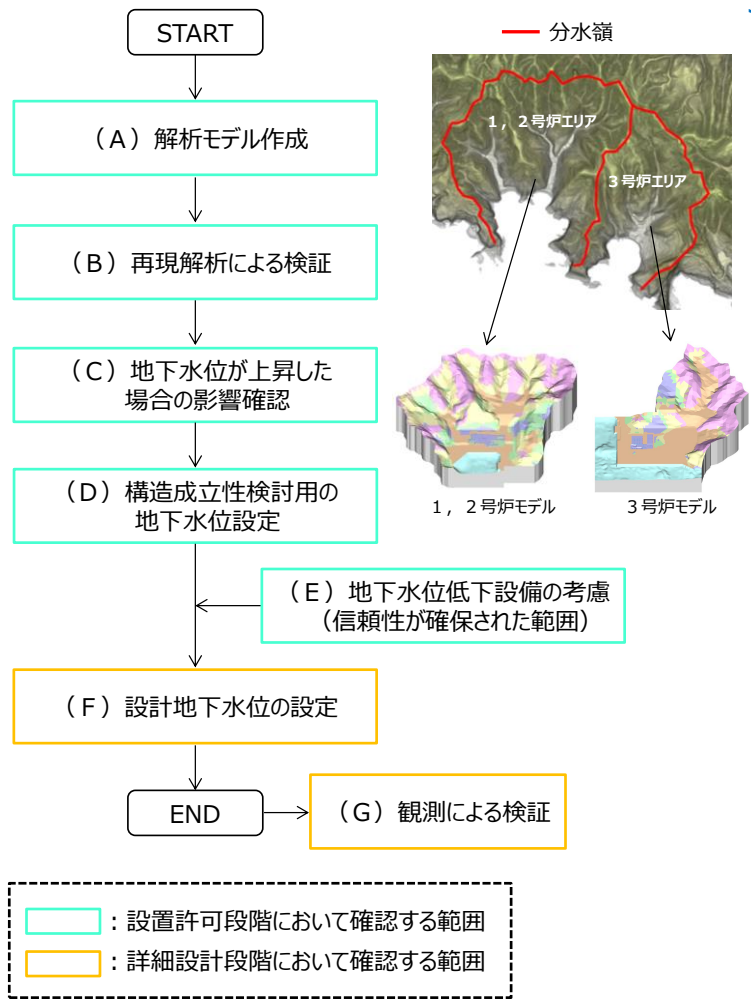 START
（A）解析モデル作成
（B）再現解析による検証
（C）地下水位が上昇した
場合の影響確認
（D）構造成立性検討用の
地下水位設定
（E）地下水位低下設備の考慮
（信頼性が確保された範囲）
（F）設計地下水位の設定
END
（G）観測による検証
分水嶺
１，２号炉エリア
３号炉エリア
１，２号炉モデル
３号炉モデル
：設置許可段階において確認する範囲
：詳細設計段階において確認する範囲